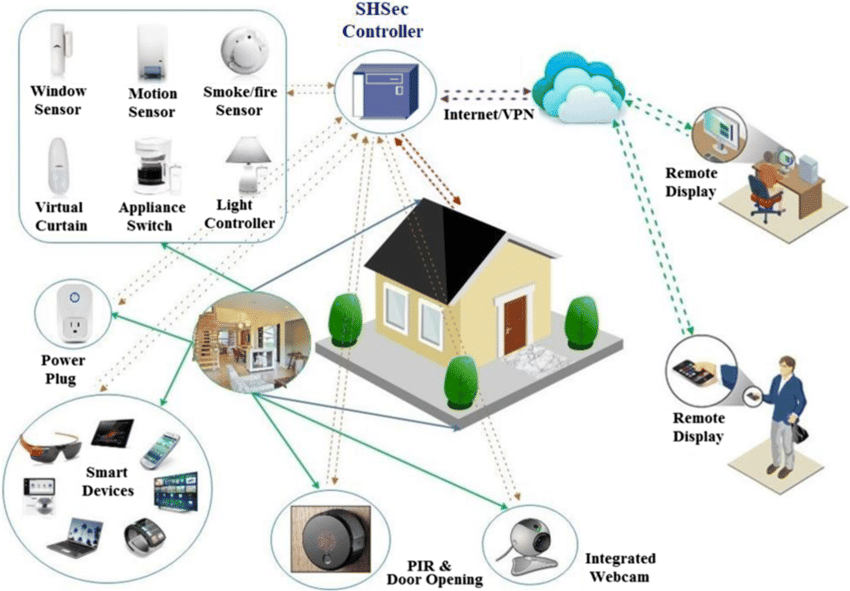 SHSec
Controller
Window
Sensor
Motion
Sensor
Smoke/fire
Sensor
Virtual
Curtain
Appliance
Switch
Light
Controller
Internet/VPN
Remote
Display
Power
Plug
Remote
Display
Smart
Devices
PIR &
Door Opening
Integrated
Webcam